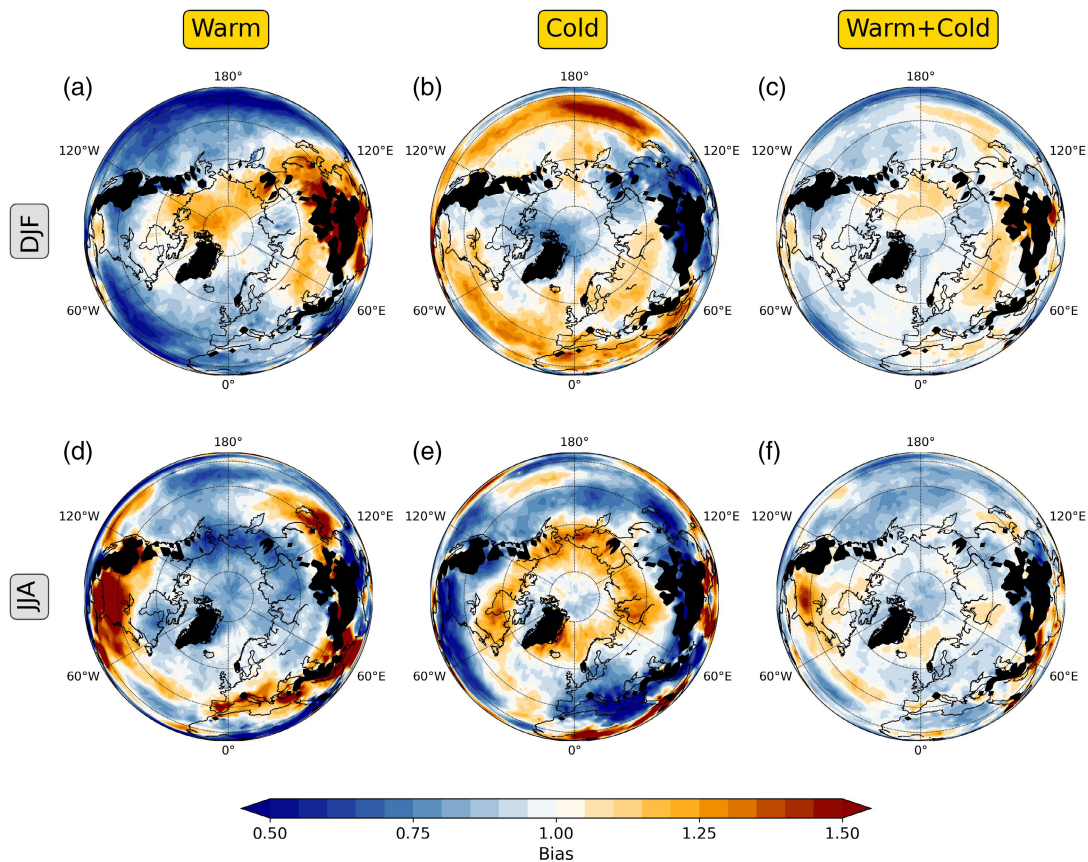 Warm Cold Warm+Cold
(a) (b) (c)
180° 180° 180°
120°W 120°E 120°W 120°E 120°W 120°E
DJF
60°W 60°E 60°W 60°E 60°W 60°E
0° 0° 0°
(d) (e) (f)
180° 180° 180°
120°W 120°E 120°W 120°E 120°W 120°E
JJA
60°W 60°E 60°W 60°E 60°W 60°E
0° 0° 0°
0.50 0.75 1.00 1.25 1.50
Bias